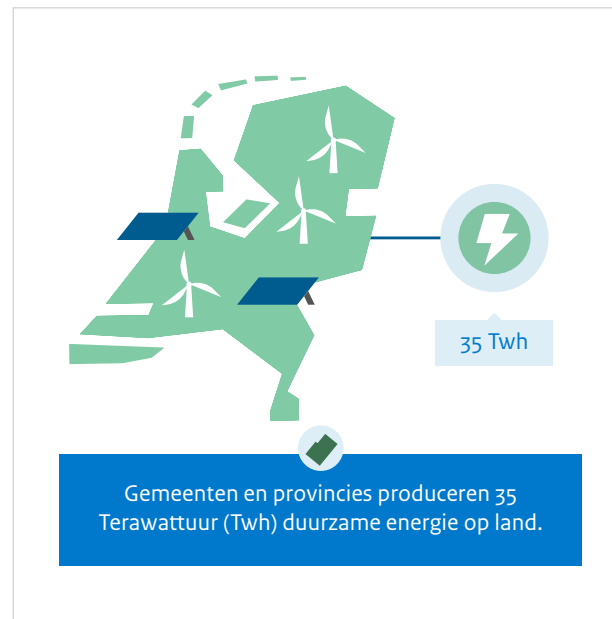 35 Twh
Gemeenten en provincies produceren 35
Terawattuur (Twh) duurzame energie op land.